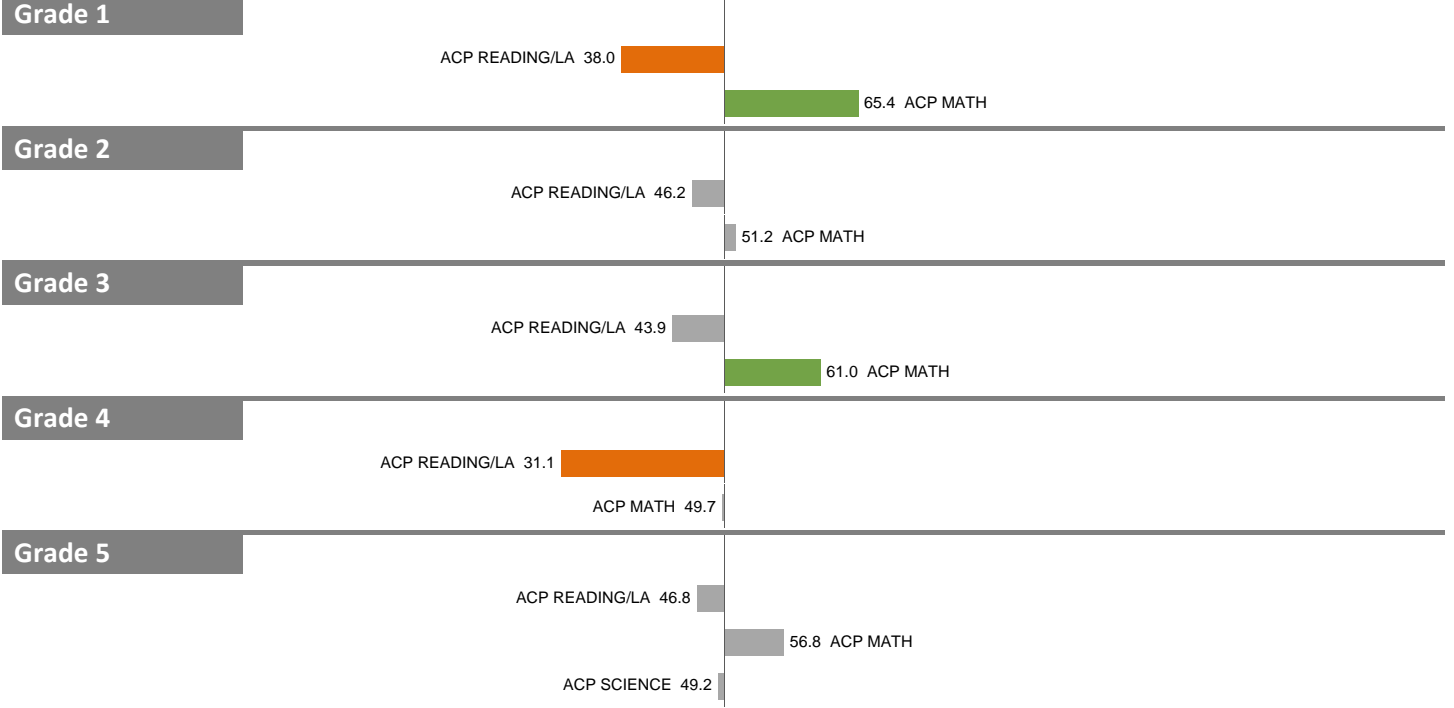 Grade 1
ACP READING/LA 38.0
65.4 ACP MATH
Grade 2
ACP READING/LA 46.2
51.2 ACP MATH
Grade 3
ACP READING/LA 43.9
61.0 ACP MATH
Grade 4
ACP READING/LA 31.1
ACP MATH 49.7
Grade 5
ACP READING/LA 46.8
56.8 ACP MATH
ACP SCIENCE 49.2